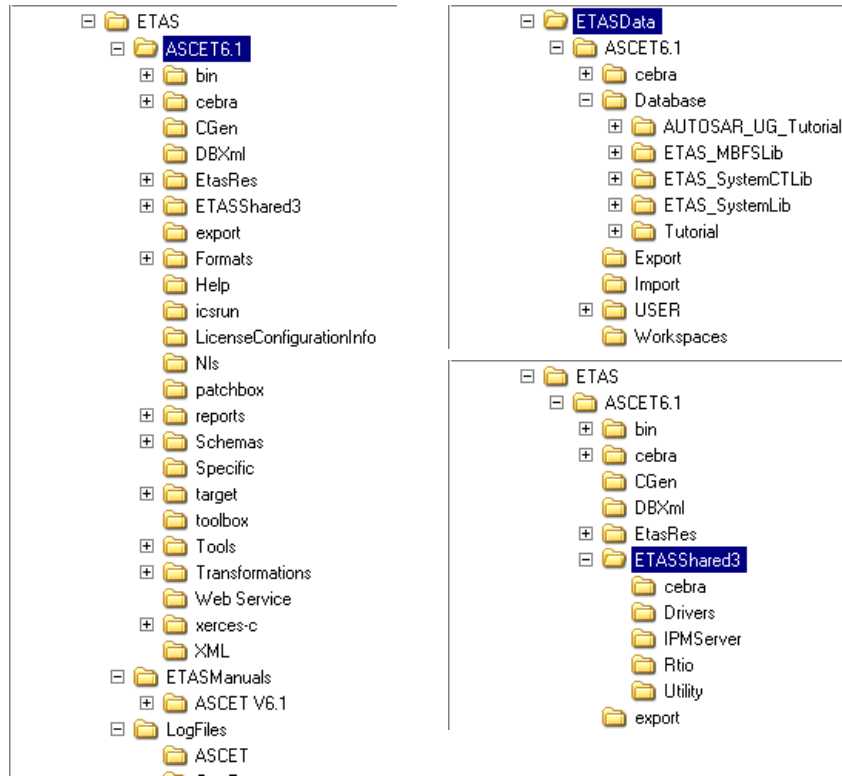 ETAS
ASCET6.1
bin
cebra
CGen
DBXml
EtasRes
ETASShared3
export
Formats
Help
icsrun
LicenseConfigurationInfo
Nls
patchbox
reports
Schemas
Specific
target
toolbox
Tools
Transformations
Web Service
xerces-c
XML
ETASManuals
ASCET V6.1
LogFiles
ASCET
ETASData
ASCET6.1
cebra
Database
AUTOSAR_UG_Tutorial
ETAS_MBFSLib
ETAS_SystemCTLib
ETAS_SystemLib
Tutorial
Export
Import
USER
Workspaces
ETAS
ASCET6.1
bin
cebra
CGen
DBXml
EtasRes
ETASShared3
cebra
Drivers
IPMServer
Rtio
Utility
export